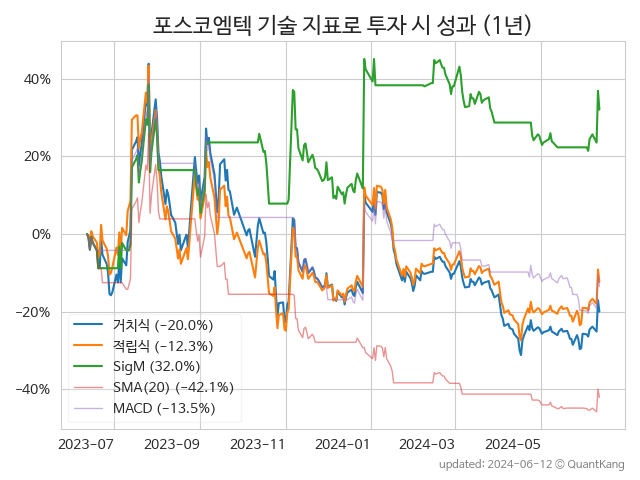 포스코엠텍 기술 지표로 투자 시 성과 (1년)
40%
20%
0%
−20%
−40%
거치식 (−20.0%)
적립식 (−12.3%)
SigM (32.0%)
SMA(20) (−42.1%)
MACD (−13.5%)
2023−07 2023−09 2023−11 2024−01 2024−03 2024−05
updated: 2024−06−12 © QuantKang